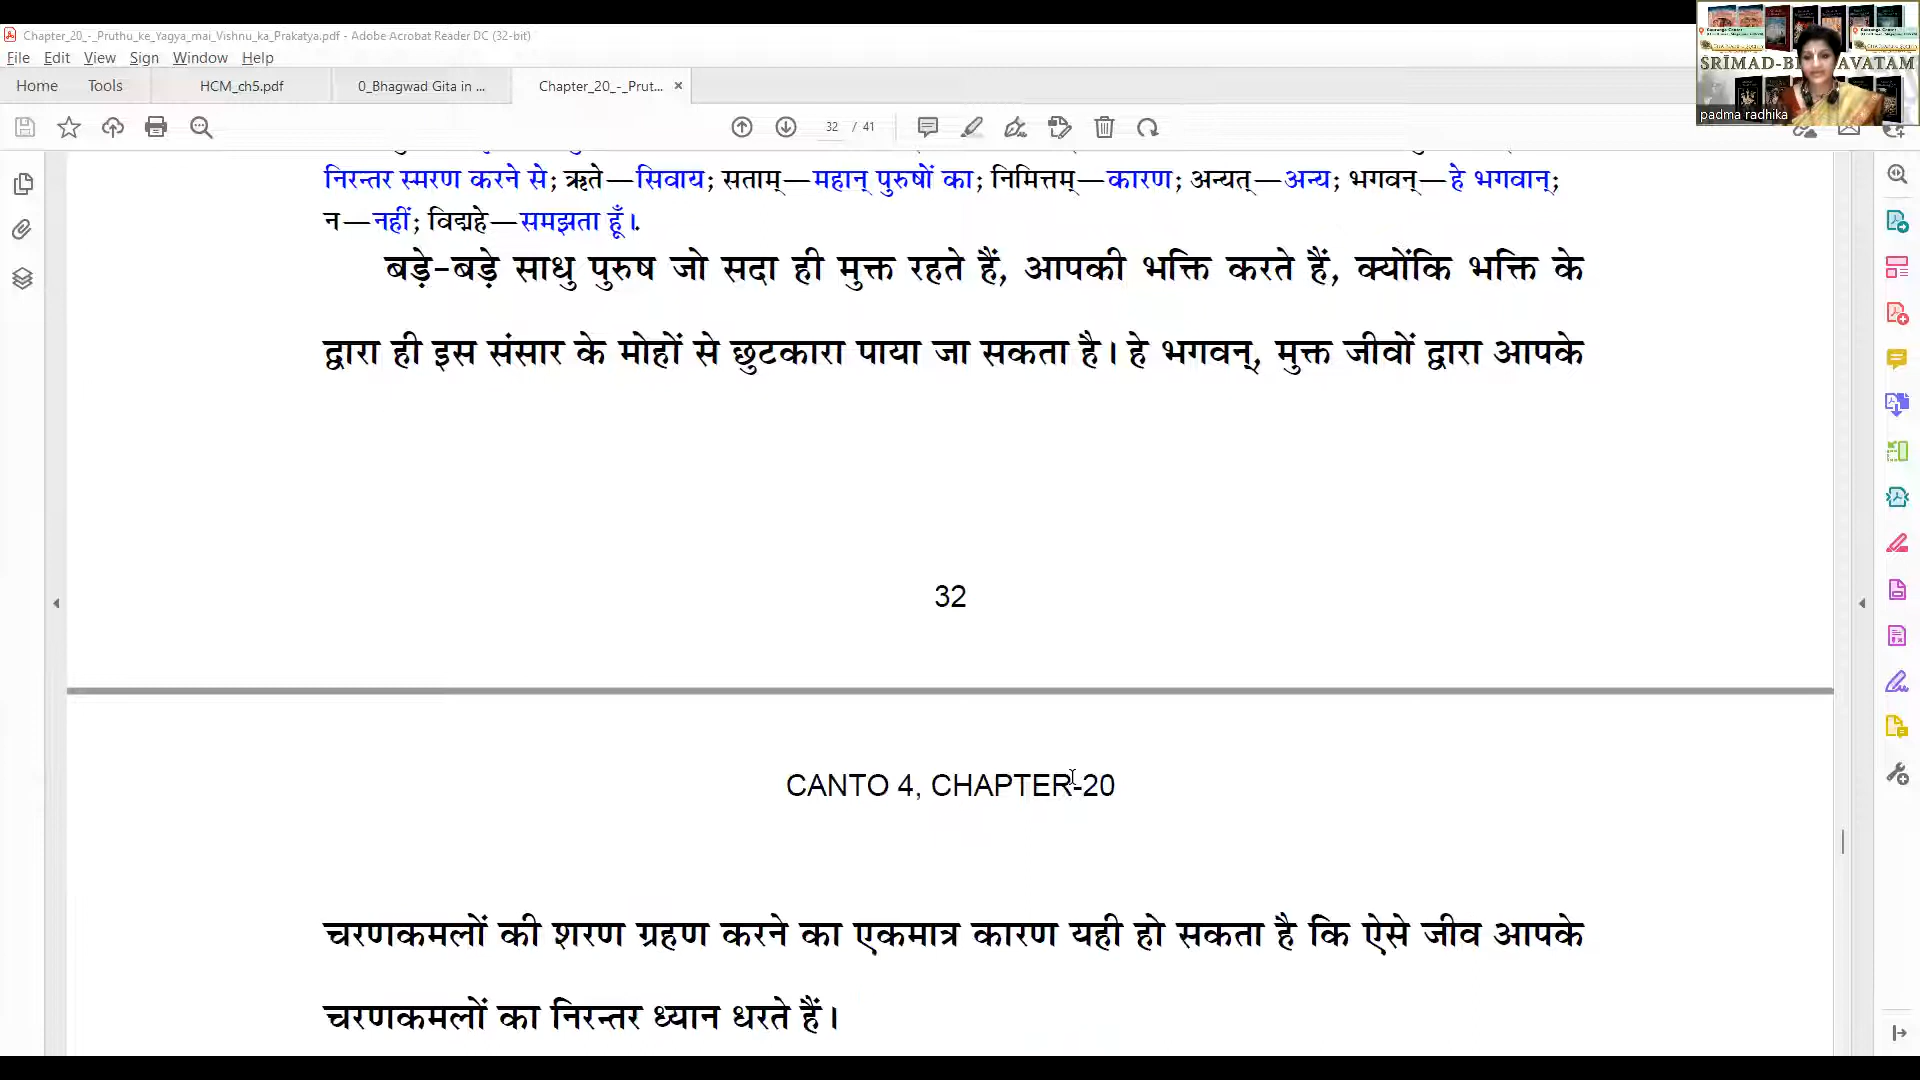 Chapter_20_-_Pruthu_ke_Yagya_mai_Vishnu_ka_Prakatya.pdf - Adobe Acrobat Reader DC (32-bit)
File Edit View Sign Window Help
Home Tools HCM_ch5.pdf 0_Bhagwad Gita in ... Chapter_20_-_Prut... ×
32 / 41
SRIMAD-BHAGAVATAM
padma radhika
निरन्तर स्मरण करने से; ऋते—सिवाय; सताम्—महान् पुरुषों का; निमित्तम्—कारण; अन्यत्—अन्य; भगवन्—हे भगवान्;
न—नहीं; विद्महे—समझता हूँ।.
बड़े-बड़े साधु पुरुष जो सदा ही मुक्त रहते हैं, आपकी भक्ति करते हैं, क्योंकि भक्ति के
द्वारा ही इस संसार के मोहों से छुटकारा पाया जा सकता है। हे भगवन्, मुक्त जीवों द्वारा आपके
32
CANTO 4, CHAPTER-20
चरणकमलों की शरण ग्रहण करने का एकमात्र कारण यही हो सकता है कि ऐसे जीव आपके
चरणकमलों का निरन्तर ध्यान धरते हैं।